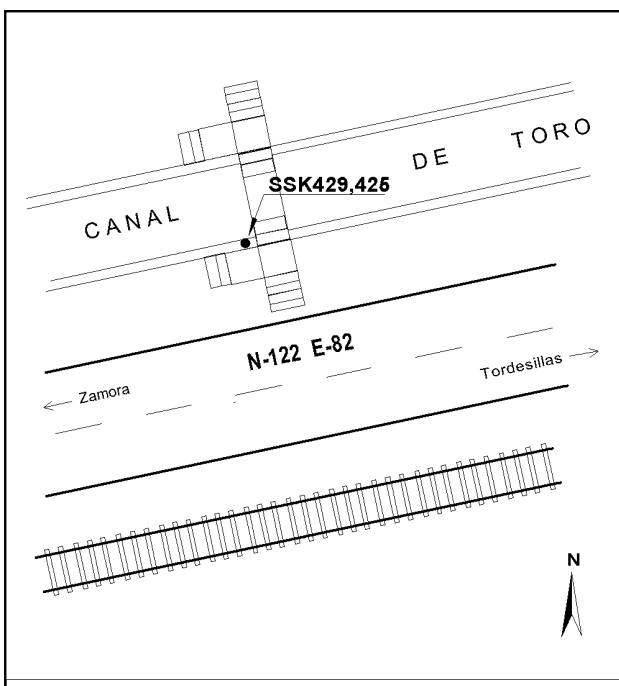 CANAL DE TORO
SSK429,425
N-122 E-82
Zamora
Tordesillas
N